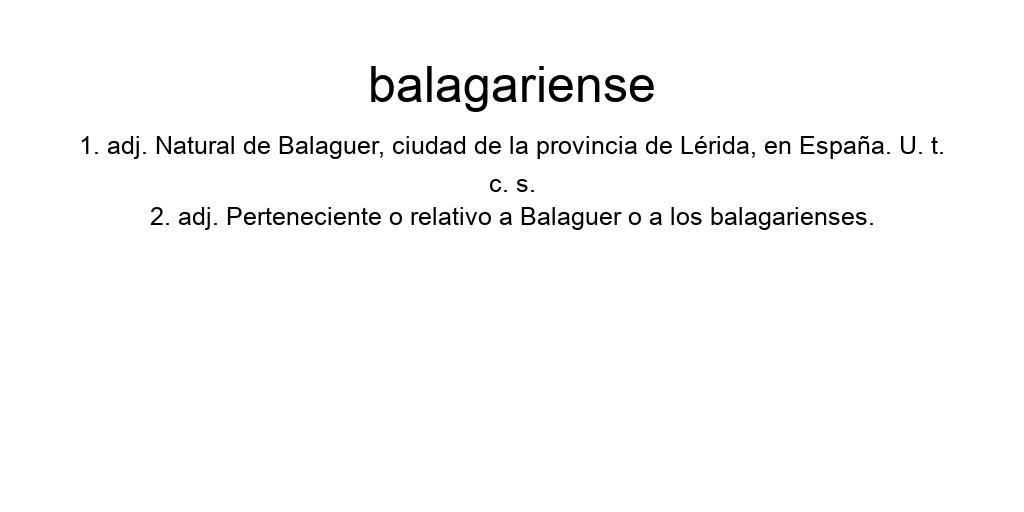 balagariense
1. adj. Natural de Balaguer, ciudad de la provincia de Lérida, en España. U. t.
c. s.
2. adj. Perteneciente o relativo a Balaguer o a los balagarienses.